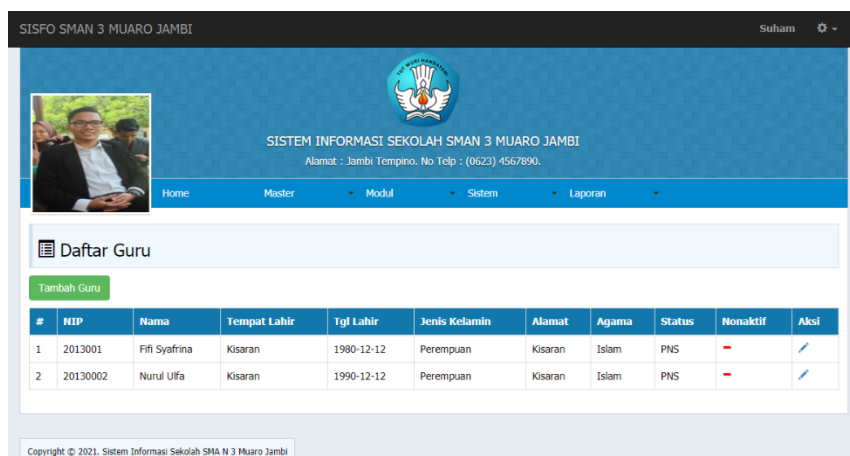 SISFO SMAN 3 MUARO JAMBI Suham
TUT WURI HANDAYANI
SISTEM INFORMASI SEKOLAH SMAN 3 MUARO JAMBI
Alamat : Jambi Tempino. No Telp : (0623) 4567890.
Home Master Modul Sistem Laporan
Daftar Guru
Tambah Guru
# NIP Nama Tempat Lahir Tgl Lahir Jenis Kelamin Alamat Agama Status Nonaktif Aksi
1 2013001 Fifi Syafrina Kisaran 1980-12-12 Perempuan Kisaran Islam PNS
2 20130002 Nurul Ulfa Kisaran 1990-12-12 Perempuan Kisaran Islam PNS
Copyright © 2021. Sistem Informasi Sekolah SMA N 3 Muaro Jambi